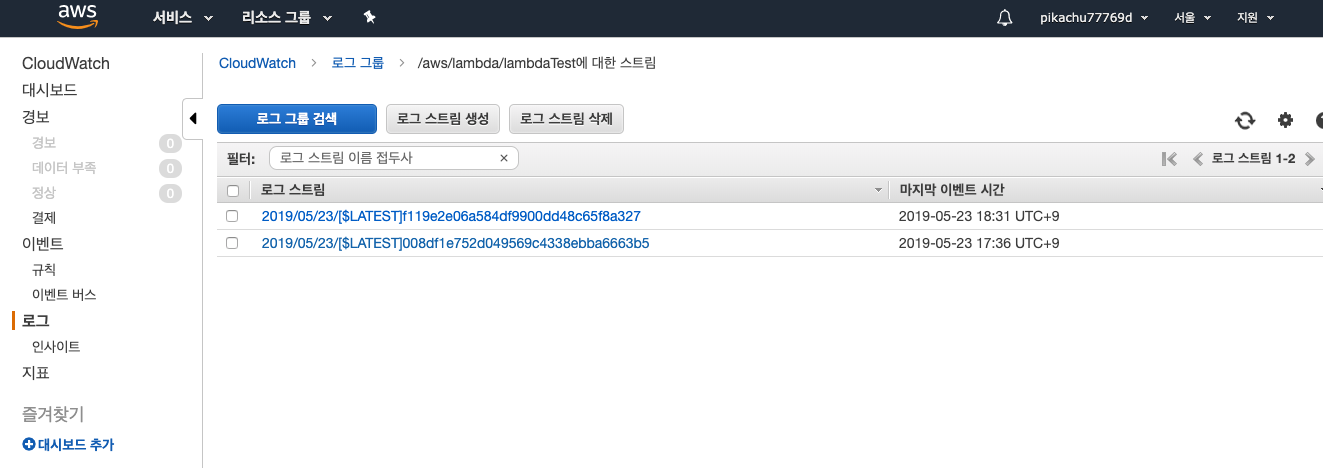 aws 서비스 리소스 그룹 pikachu77769d 서울 지원
CloudWatch
대시보드
경보
경보 0
데이터 부족 0
정상 0
결제
이벤트
규칙
이벤트 버스
로그
인사이트
지표
즐겨찾기
대시보드 추가
CloudWatch 로그 그룹 /aws/lambda/lambdaTest에 대한 스트림
로그 그룹 검색 로그 스트림 생성 로그 스트림 삭제
필터: 로그 스트림 이름 접두사 × 로그 스트림 1-2
로그 스트림 마지막 이벤트 시간
2019/05/23/[$LATEST]f119e2e06a584df9900dd48c65f8a327 2019-05-23 18:31 UTC+9
2019/05/23/[$LATEST]008df1e752d049569c4338ebba6663b5 2019-05-23 17:36 UTC+9